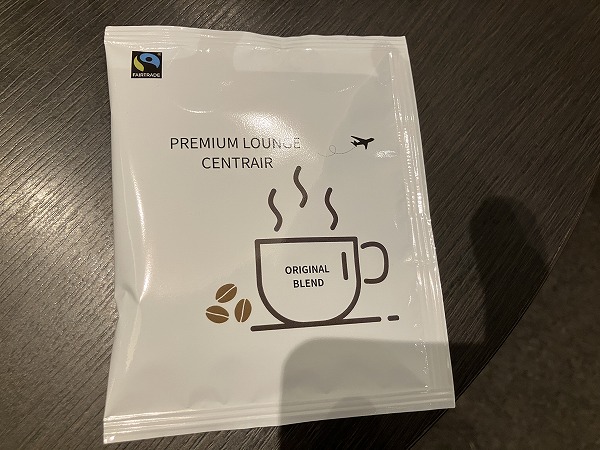 FAIRTRADE
PREMIUM LOUNGE
CENTRAIR
ORIGINAL
BLEND